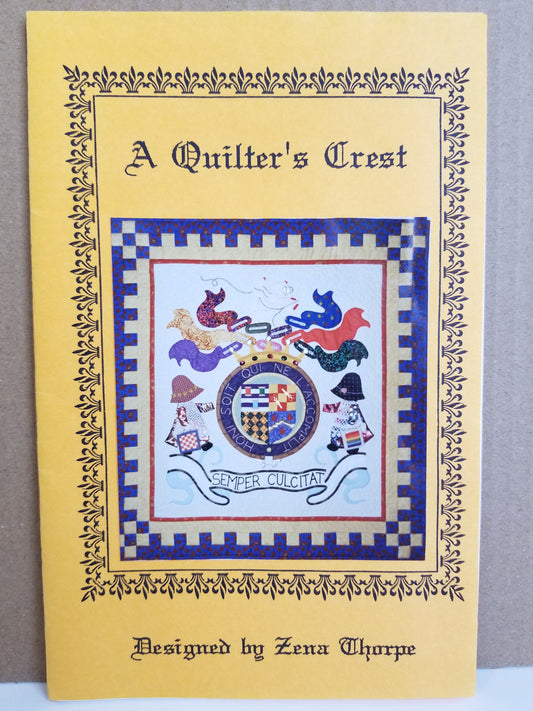 A Quilter's Crest
HONI SOIT QUI NE L'ACCOMPLIT
SEMPER CULCITAT
Designed by Zena Thorpe